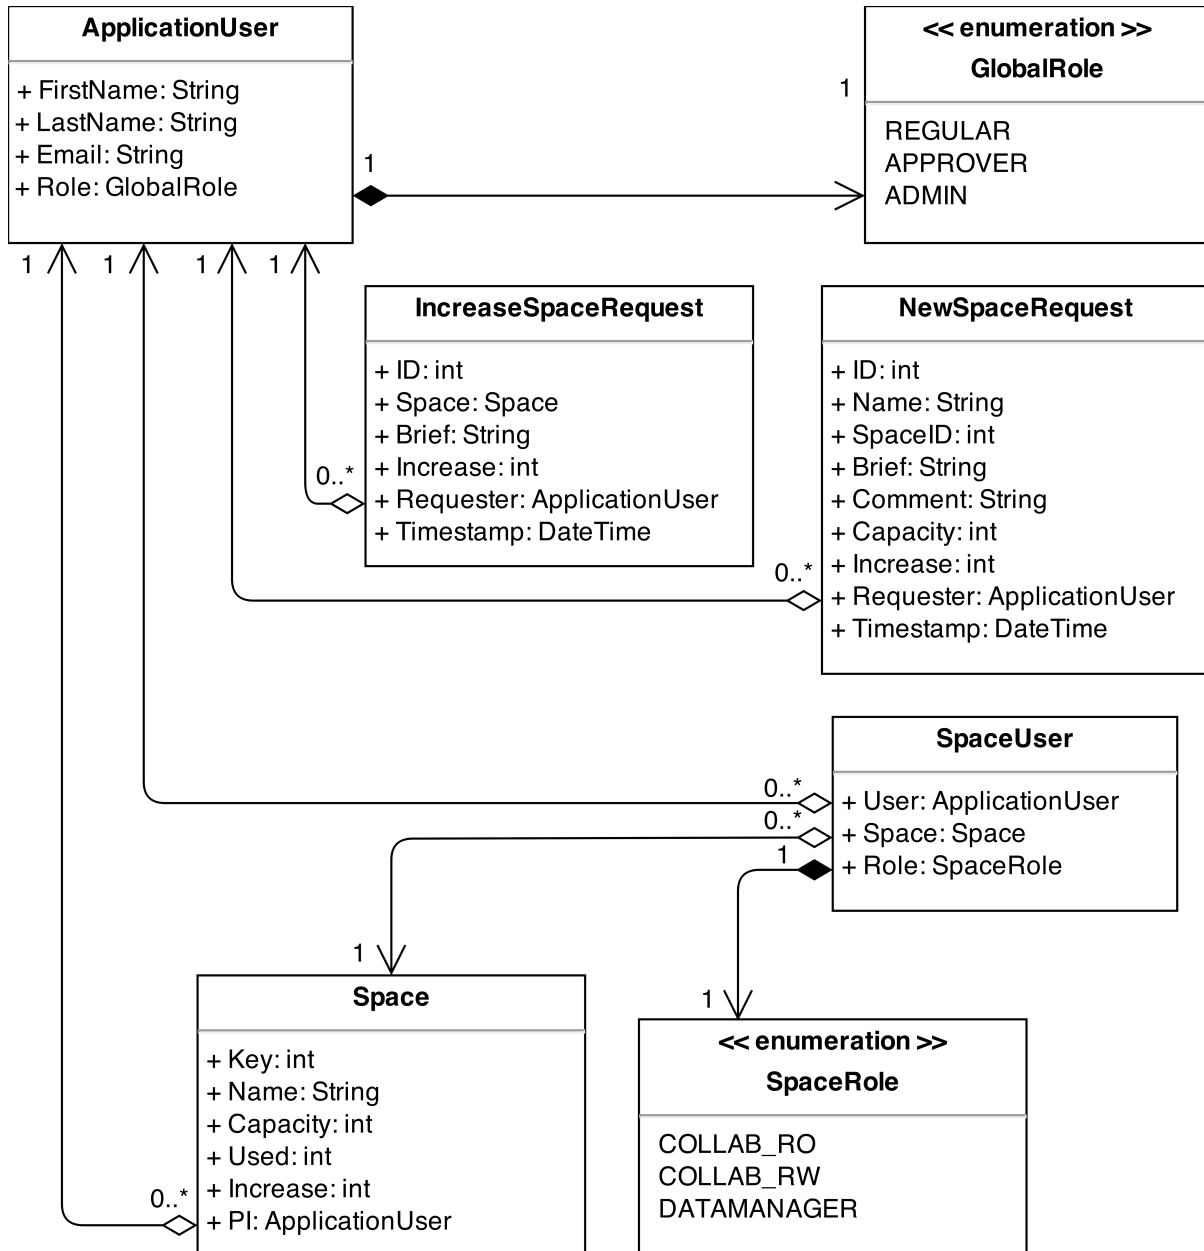 ApplicationUser
+ FirstName: String
+ LastName: String
+ Email: String
+ Role: GlobalRole
1
1
<< enumeration >>
GlobalRole
REGULAR
APPROVER
ADMIN
1
1
1
1
IncreaseSpaceRequest
+ ID: int
+ Space: Space
+ Brief: String
+ Increase: int
+ Requester: ApplicationUser
+ Timestamp: DateTime
0..*
NewSpaceRequest
+ ID: int
+ Name: String
+ SpaceID: int
+ Brief: String
+ Comment: String
+ Capacity: int
+ Increase: int
+ Requester: ApplicationUser
+ Timestamp: DateTime
0..*
SpaceUser
+ User: ApplicationUser
+ Space: Space
+ Role: SpaceRole
0..*
0..*
1
1
Space
+ Key: int
+ Name: String
+ Capacity: int
+ Used: int
+ Increase: int
+ PI: ApplicationUser
0..*
1
<< enumeration >>
SpaceRole
COLLAB_RO
COLLAB_RW
DATAMANAGER